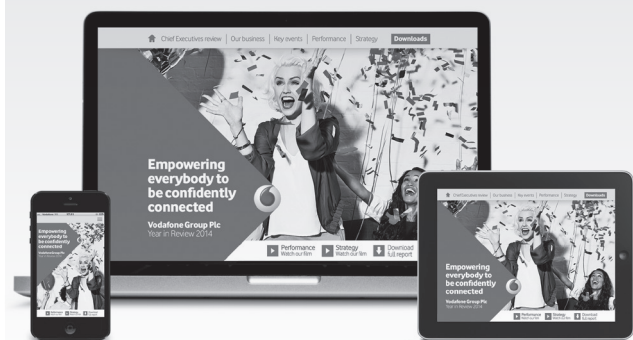 Chief Executives review | Our business | Key events | Performance | Strategy Downloads
Empowering
everybody to
be confidently
connected
Vodafone Group Plc
Year in Review 2014
Performance
Watch our film
Strategy
Watch our film
Download
full report
Empowering
everybody to
be confidently
connected
Vodafone Group Plc
Chief Executives review | Our business | Key events | Performance | Strategy Downloads
Empowering
everybody to
be confidently
connected
Vodafone Group Plc
Year in Review 2014
Performance
Watch our film
Strategy
Watch our film
Download
full report